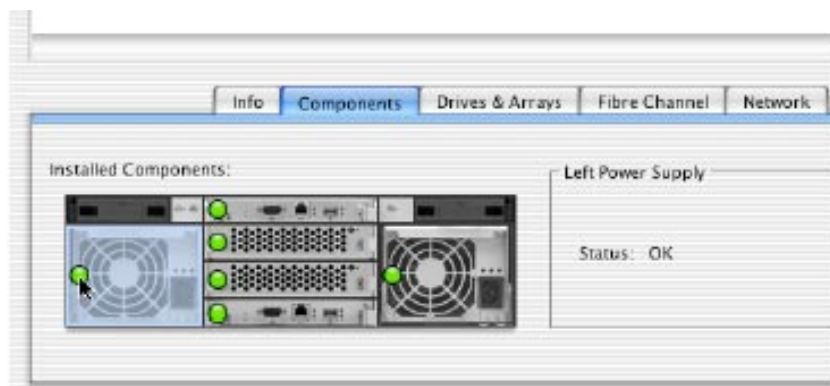 Info Components Drives & Arrays Fibre Channel Network
Installed Components:
Left Power Supply
Status: OK